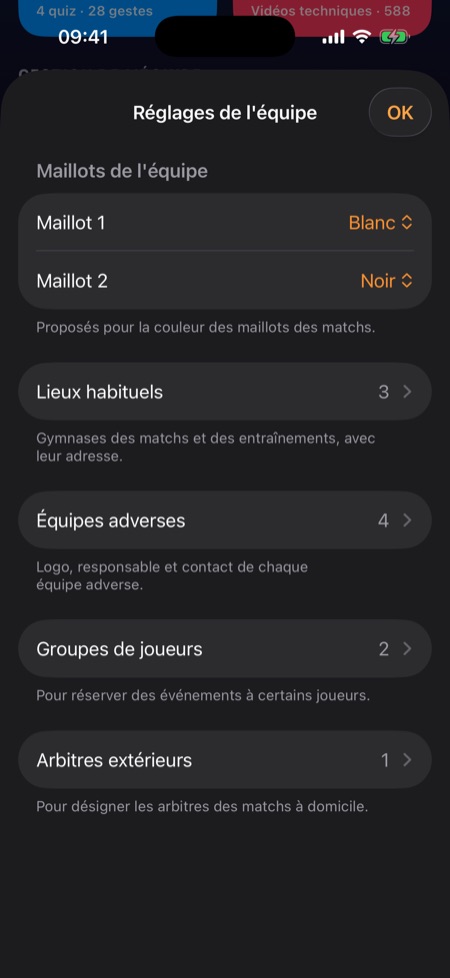 4 quiz · 28 gestes
Vidéos techniques · 588
09:41
Réglages de l'équipe
OK
Maillots de l'équipe
Maillot 1
Blanc
Maillot 2
Noir
Proposés pour la couleur des maillots des matchs.
Lieux habituels
3
Gymnases des matchs et des entraînements, avec
leur adresse.
Équipes adverses
4
Logo, responsable et contact de chaque
équipe adverse.
Groupes de joueurs
2
Pour réserver des événements à certains joueurs.
Arbitres extérieurs
1
Pour désigner les arbitres des matchs à domicile.